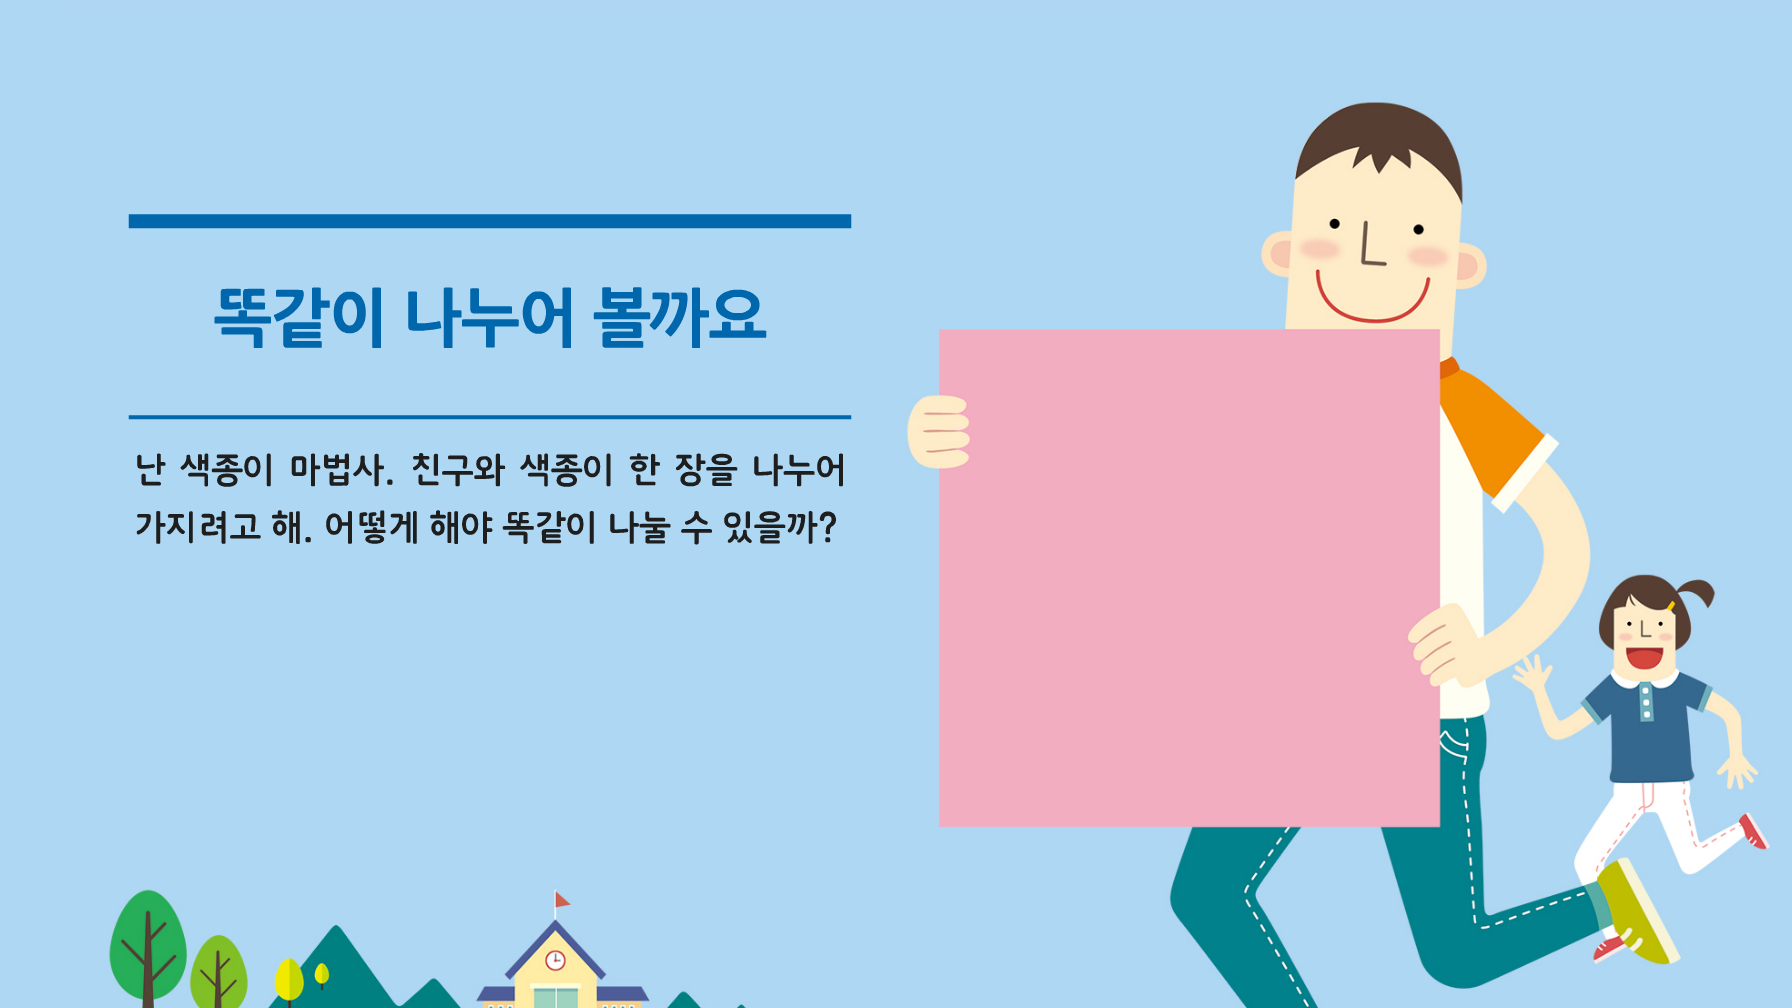 똑같이 나누어 볼까요
난 색종이 마법사. 친구와 색종이 한 장을 나누어
가지려고 해. 어떻게 해야 똑같이 나눌 수 있을까?